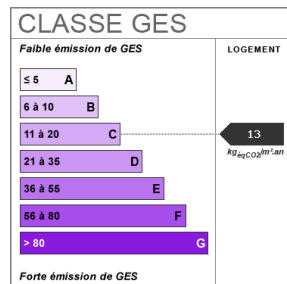 CLASSE GES
Faible émission de GES
LOGEMENT
≤ 5 A
6 à 10 B
11 à 20 C
13
kgéqCO2/m².an
21 à 35 D
36 à 55 E
56 à 80 F
> 80 G
Forte émission de GES